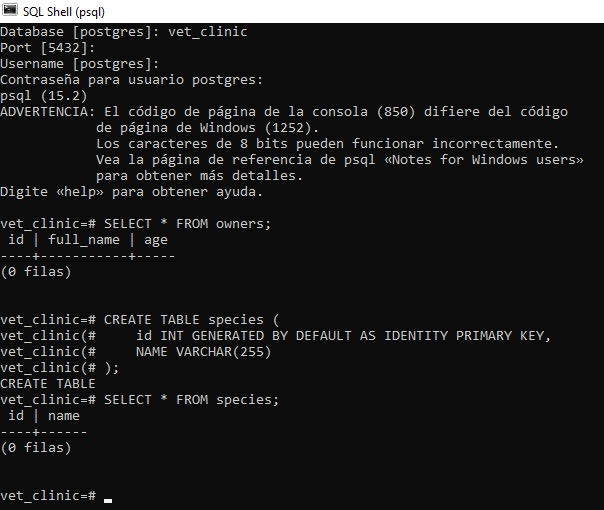 SQL Shell (psql)
Database [postgres]: vet_clinic
Port [5432]:
Username [postgres]:
Contraseña para usuario postgres:
psql (15.2)
ADVERTENCIA: El código de página de la consola (850) difiere del código
            de página de Windows (1252).
            Los caracteres de 8 bits pueden funcionar incorrectamente.
            Vea la página de referencia de psql «Notes for Windows users»
            para obtener más detalles.
Digite «help» para obtener ayuda.

vet_clinic=# SELECT * FROM owners;
 id | full_name | age
----+-----------+-----
(0 filas)


vet_clinic=# CREATE TABLE species (
vet_clinic(#     id INT GENERATED BY DEFAULT AS IDENTITY PRIMARY KEY,
vet_clinic(#     NAME VARCHAR(255)
vet_clinic(# );
CREATE TABLE
vet_clinic=# SELECT * FROM species;
 id | name
----+------
(0 filas)


vet_clinic=#